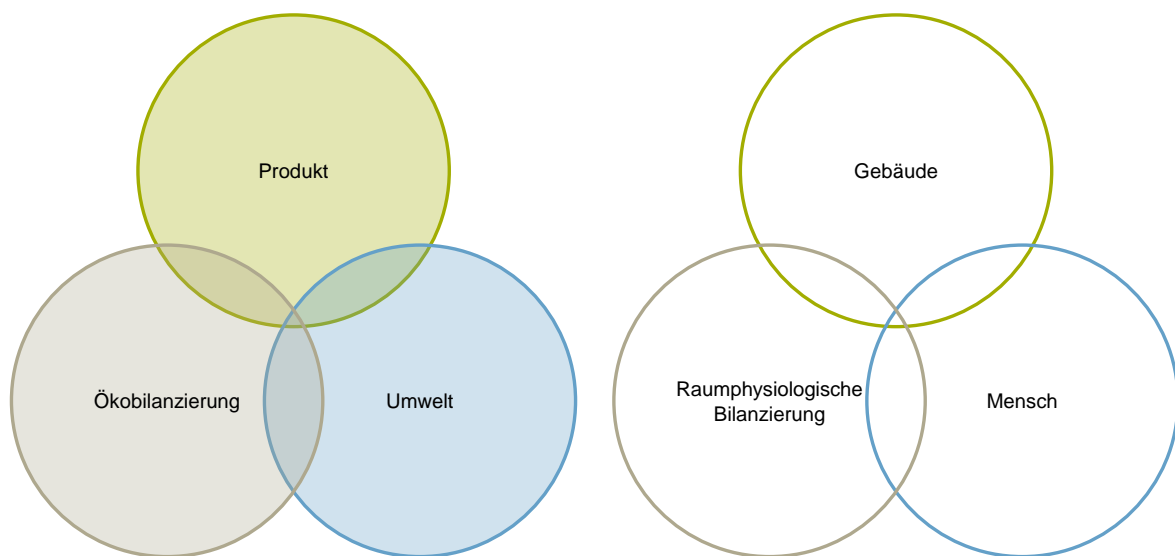 Produkt
Ökobilanzierung
Umwelt
Gebäude
Raumphysiologische
Bilanzierung
Mensch